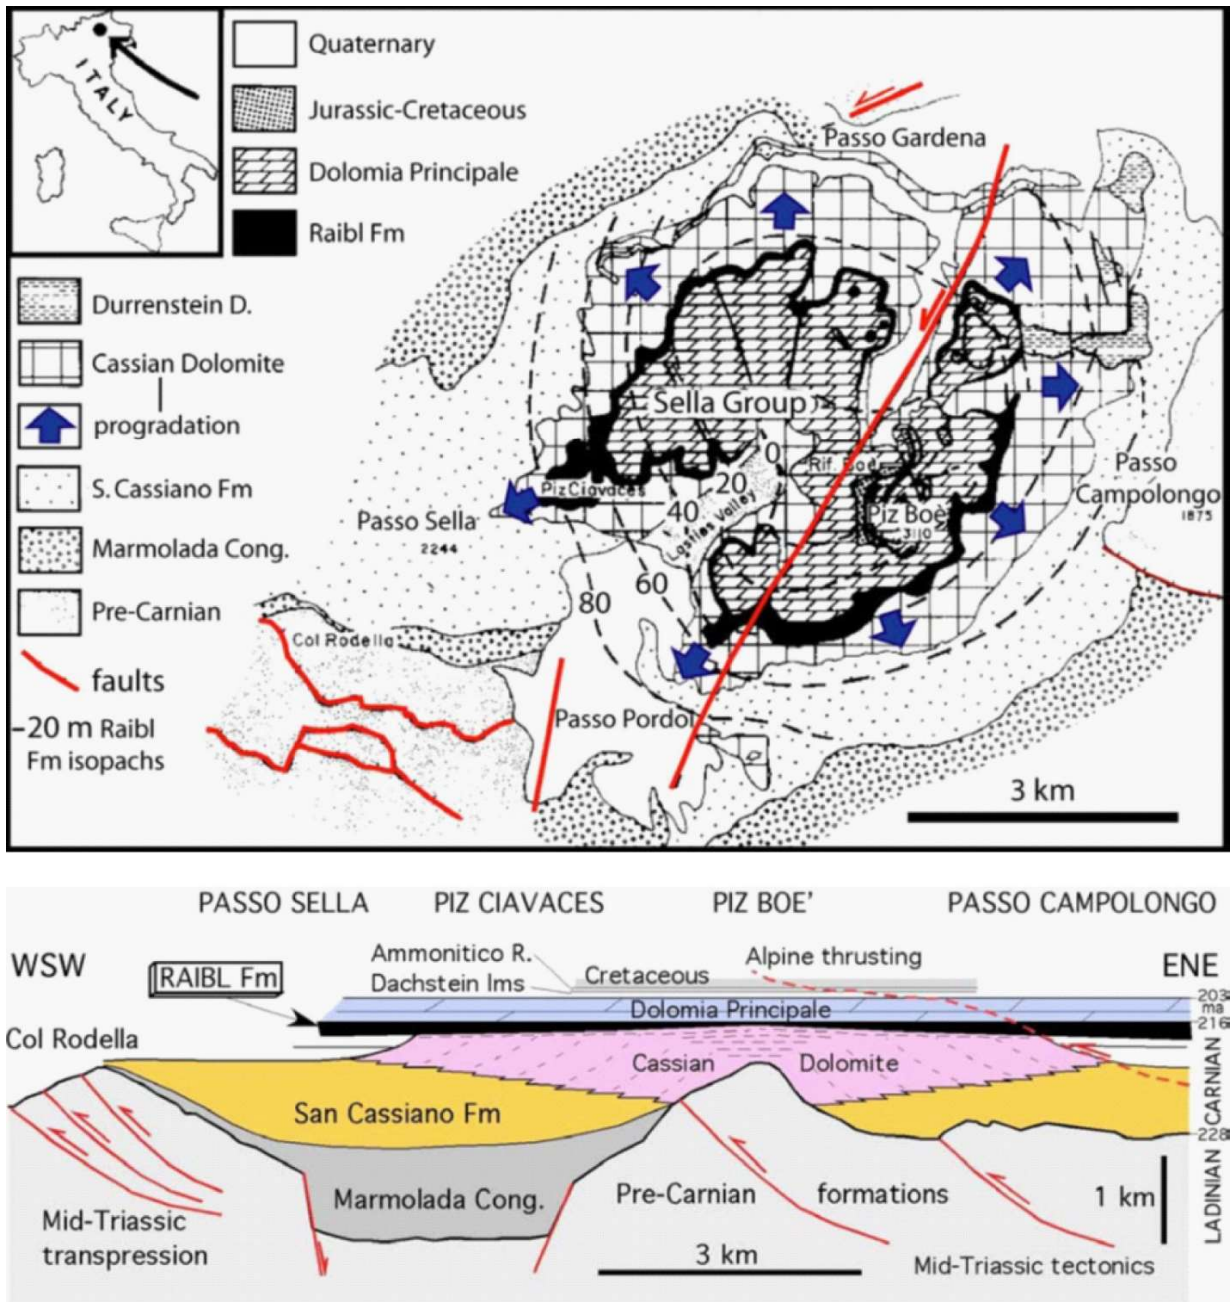 ITALY
Quaternary
Jurassic-Cretaceous
Dolomia Principale
Raibl Fm
Durrenstein D.
Cassian Dolomite
progradation
S. Cassiano Fm
Marmolada Cong.
Pre-Carnian
faults
-20 m Raibl
Fm isopachs
Passo Gardena
Sella Group
0
20
40
60
80
Rif. Boè
Piz Ciavaces
Lasties Valley
Piz Boè
3110
Passo
Campolongo
1875
Passo Sella
2244
Col Rodella
Passo Pordoi
3 km
PASSO SELLA PIZ CIAVACES PIZ BOE' PASSO CAMPOLONGO
WSW
ENE
Ammonitico R.
Dachstein lms
Cretaceous
Alpine thrusting
RAIBL Fm
Dolomia Principale
203
ma
216
Col Rodella
Cassian Dolomite
San Cassiano Fm
CARNIAN
228
LADINIAN
Marmolada Cong.
Pre-Carnian formations
1 km
Mid-Triassic
transpression
3 km
Mid-Triassic tectonics